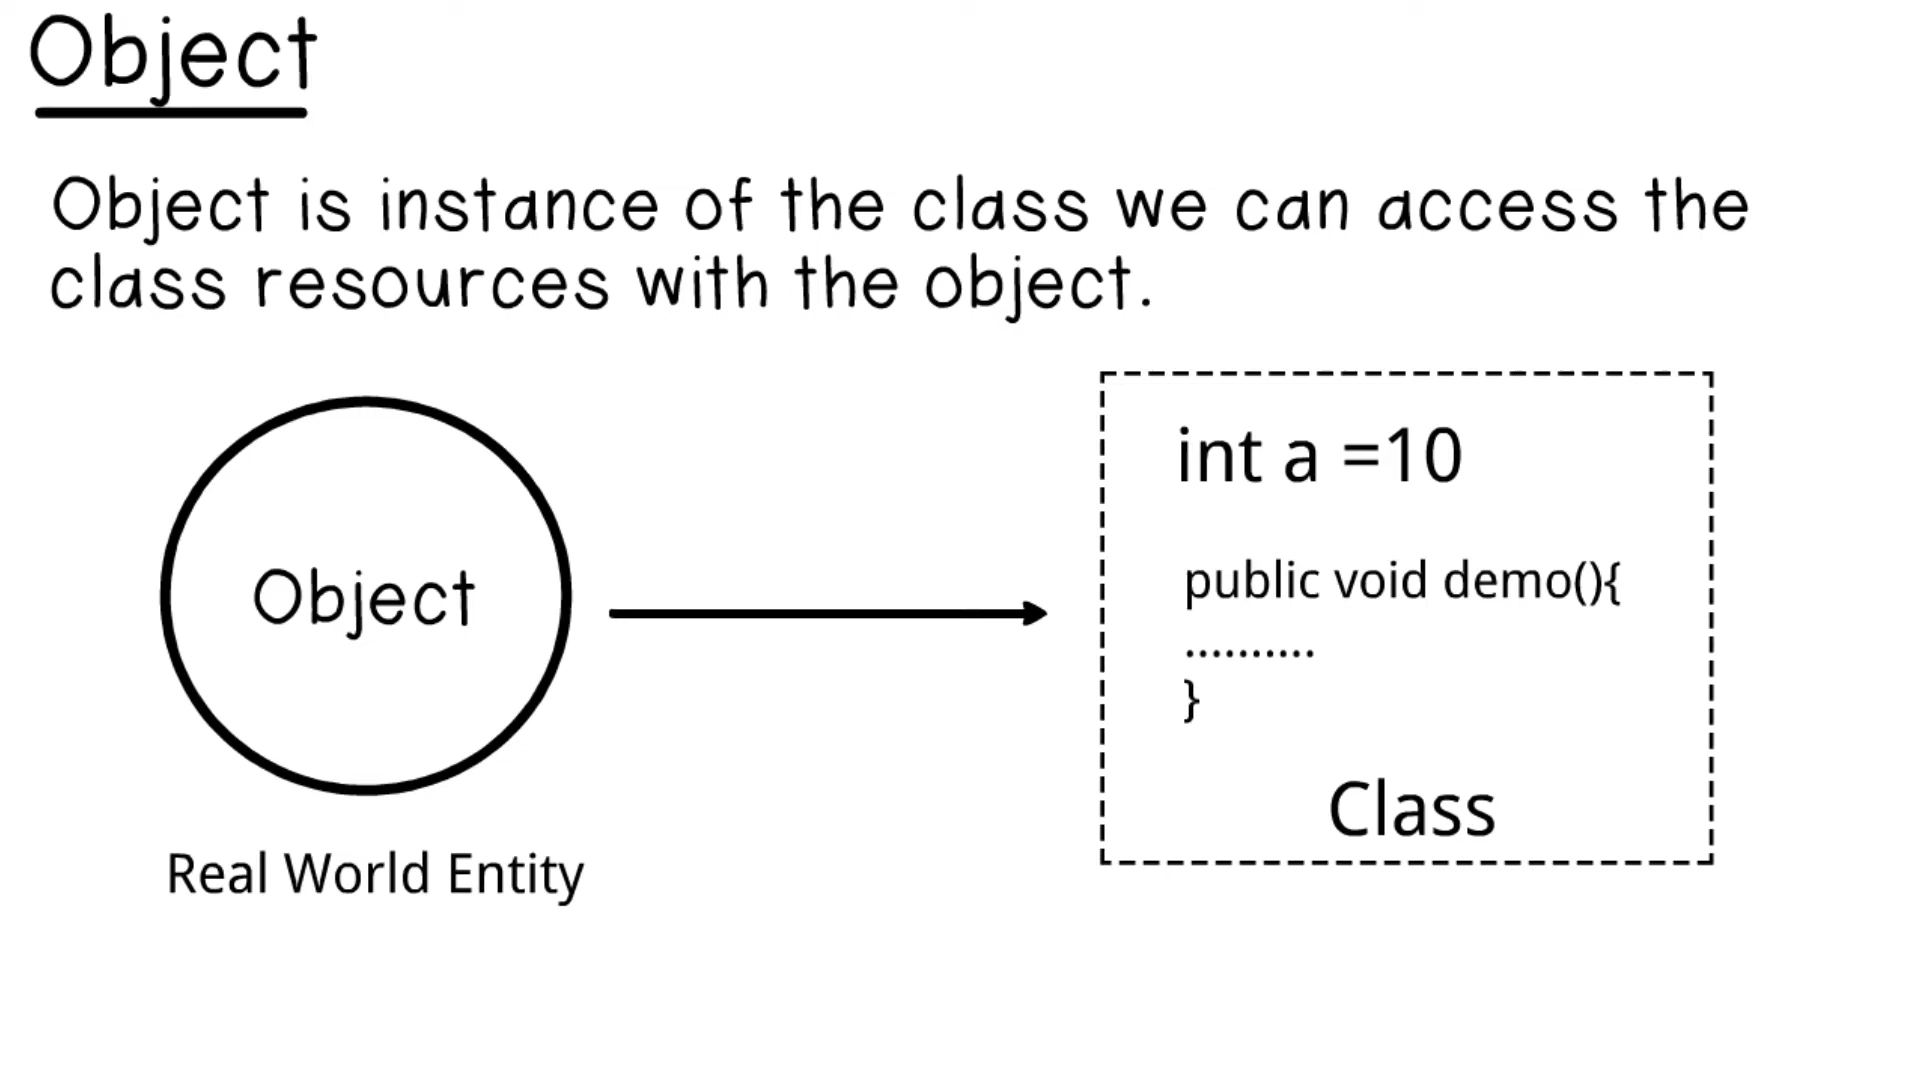 Object
Object is instance of the class we can access the
class resources with the object.
Object
Real World Entity
int a =10
public void demo(){
..........
}
Class